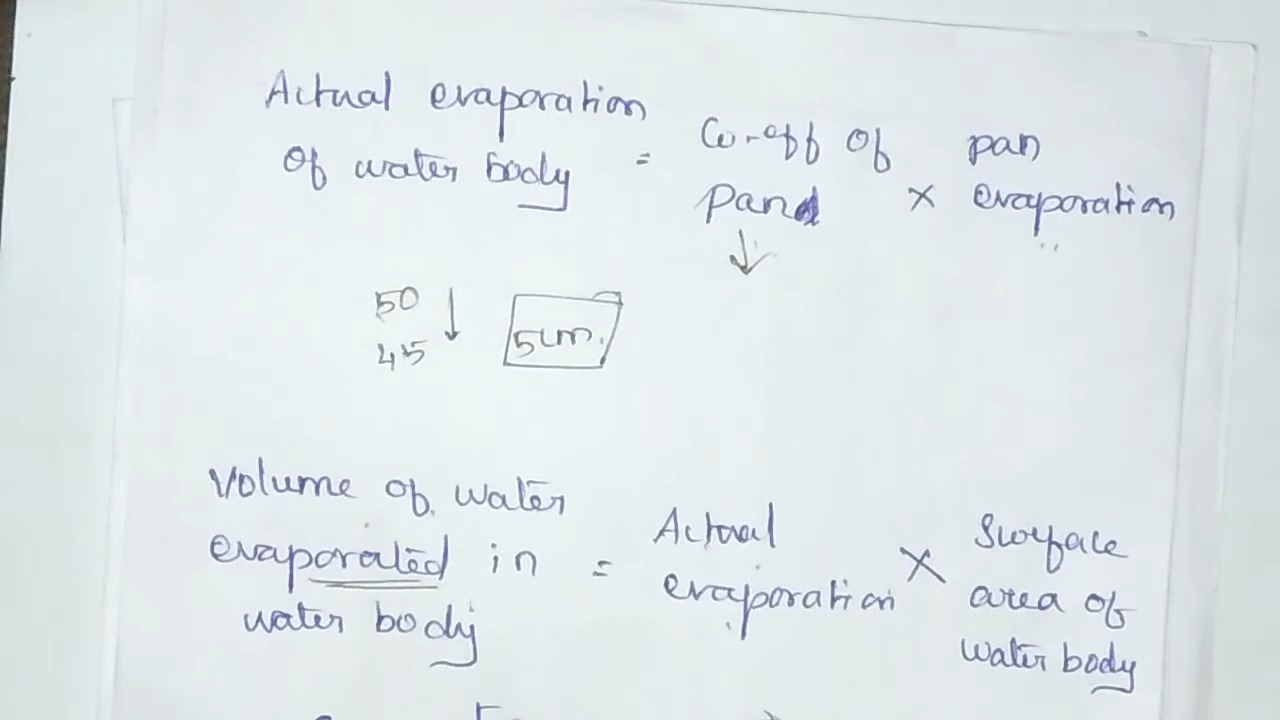 Actual evaporation
of water body = Co-eff of pan × pan evaporation
50
45
5cm.
Volume of water
evaporated in = Actual evaporation × Surface area of water body
water body